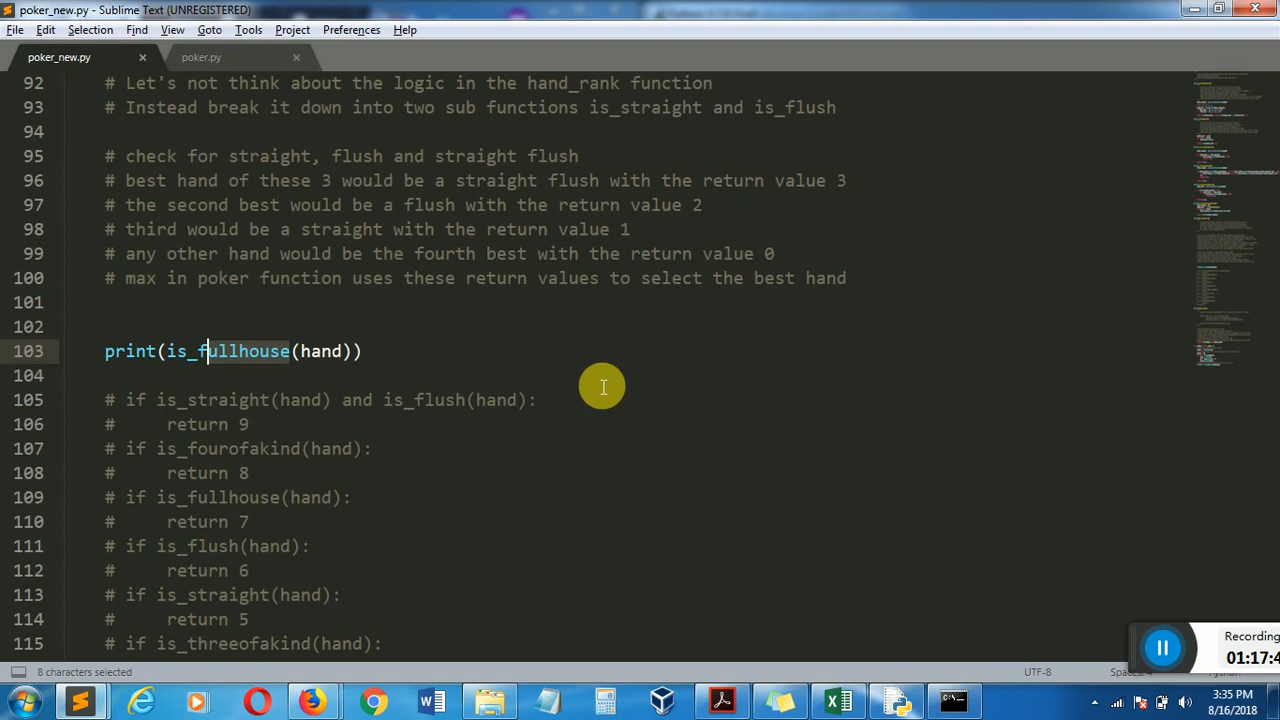 poker_new.py - Sublime Text (UNREGISTERED)
File Edit Selection Find View Goto Tools Project Preferences Help
poker_new.py poker.py
92 # Let's not think about the logic in the hand_rank function
93 # Instead break it down into two sub functions is_straight and is_flush
94
95 # check for straight, flush and straight flush
96 # best hand of these would be a straight flush with the return value 3
97 # the second best would be a flush with the return value 2
98 # third would be a straight with the return value 1
99 # any other hand would be the fourth best with the return value 0
100 # max in poker function uses these return values to select the best hand
101
102
103 print(is_fullhouse(hand))
104
105 # if is_straight(hand) and is_flush(hand):
106 # return 9
107 # if is_fourofakind(hand):
108 # return 8
109 # if is_fullhouse(hand):
110 # return 7
111 # if is_flush(hand):
112 # return 6
113 # if is_straight(hand):
114 # return 5
115 # if is_threeofakind(hand):
Recording
01:17:4
8 characters selected UTF-8
3:35 PM
8/16/2018